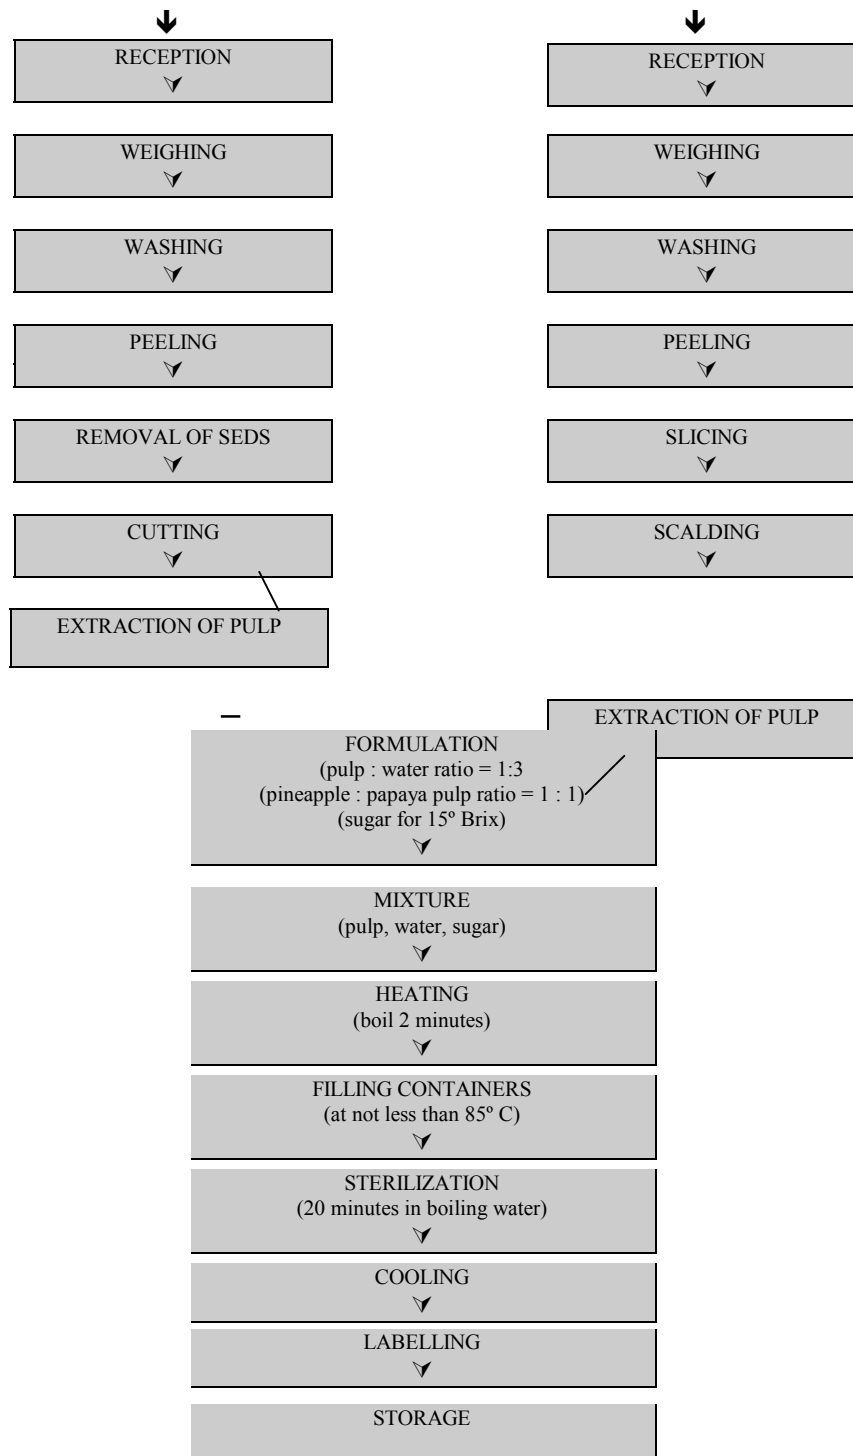 RECEPTION
WEIGHING
WASHING
PEELING
REMOVAL OF SEDS
CUTTING
EXTRACTION OF PULP
RECEPTION
WEIGHING
WASHING
PEELING
SLICING
SCALDING
EXTRACTION OF PULP
FORMULATION
(pulp : water ratio = 1:3
(pineapple : papaya pulp ratio = 1 : 1)
(sugar for 15º Brix)
MIXTURE
(pulp, water, sugar)
HEATING
(boil 2 minutes)
FILLING CONTAINERS
(at not less than 85º C)
STERILIZATION
(20 minutes in boiling water)
COOLING
LABELLING
STORAGE